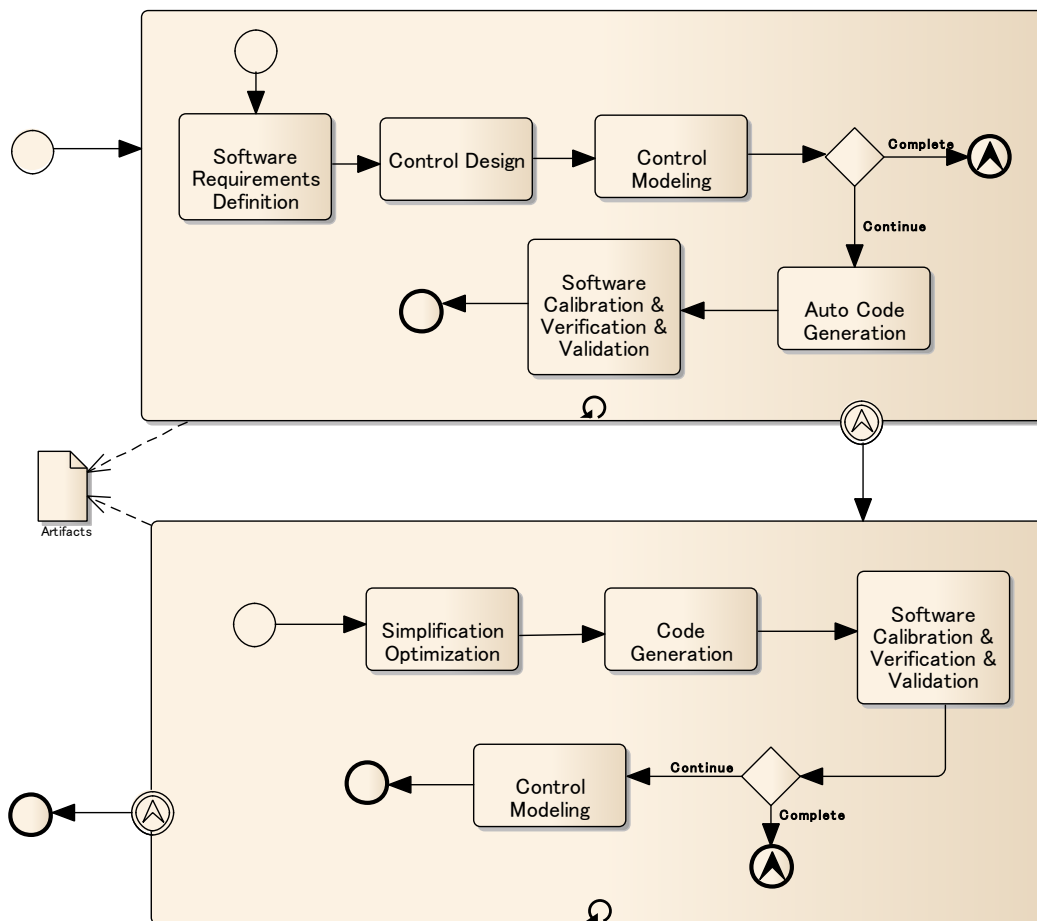 Software
Requirements
Definition
Control Design
Control
Modeling
Complete
Continue
Software
Calibration &
Verification &
Validation
Auto Code
Generation
Artifacts
Simplification
Optimization
Code
Generation
Software
Calibration &
Verification &
Validation
Control
Modeling
Continue
Complete